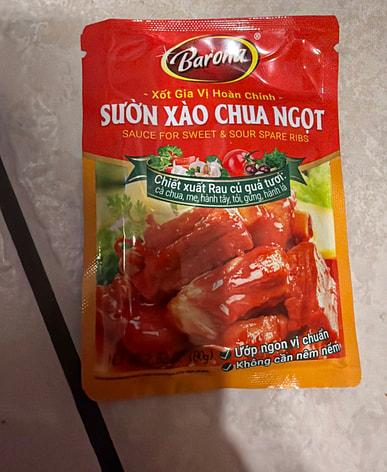 Barona
®
- Xốt Gia Vị Hoàn Chỉnh -
SƯỜN XÀO CHUA NGỌT
SAUCE FOR SWEET & SOUR SPARE RIBS
Chiết xuất Rau củ quả tươi:
cà chua, me, hành tây, tỏi, gừng, hành lá
(80g)
Ướp ngon vị chuẩn
Không cần nêm nếm